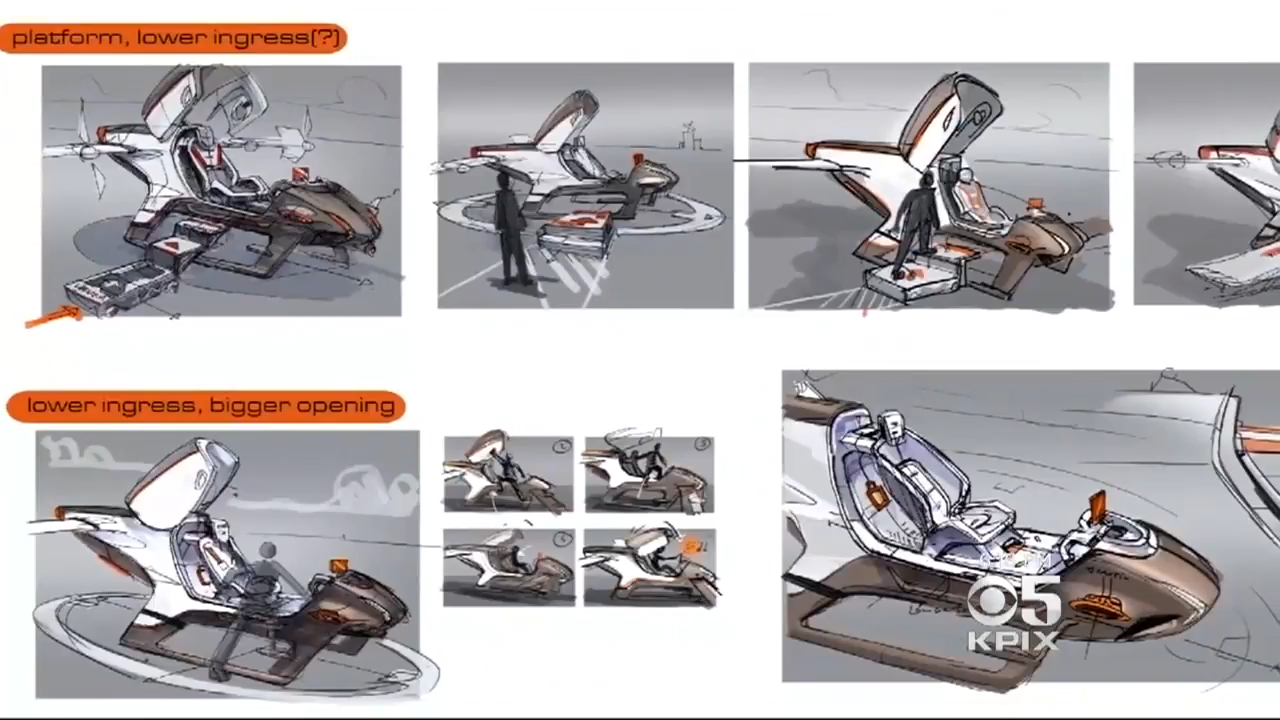 platform, lower ingress(?)
lower ingress, bigger opening
5
KPIX